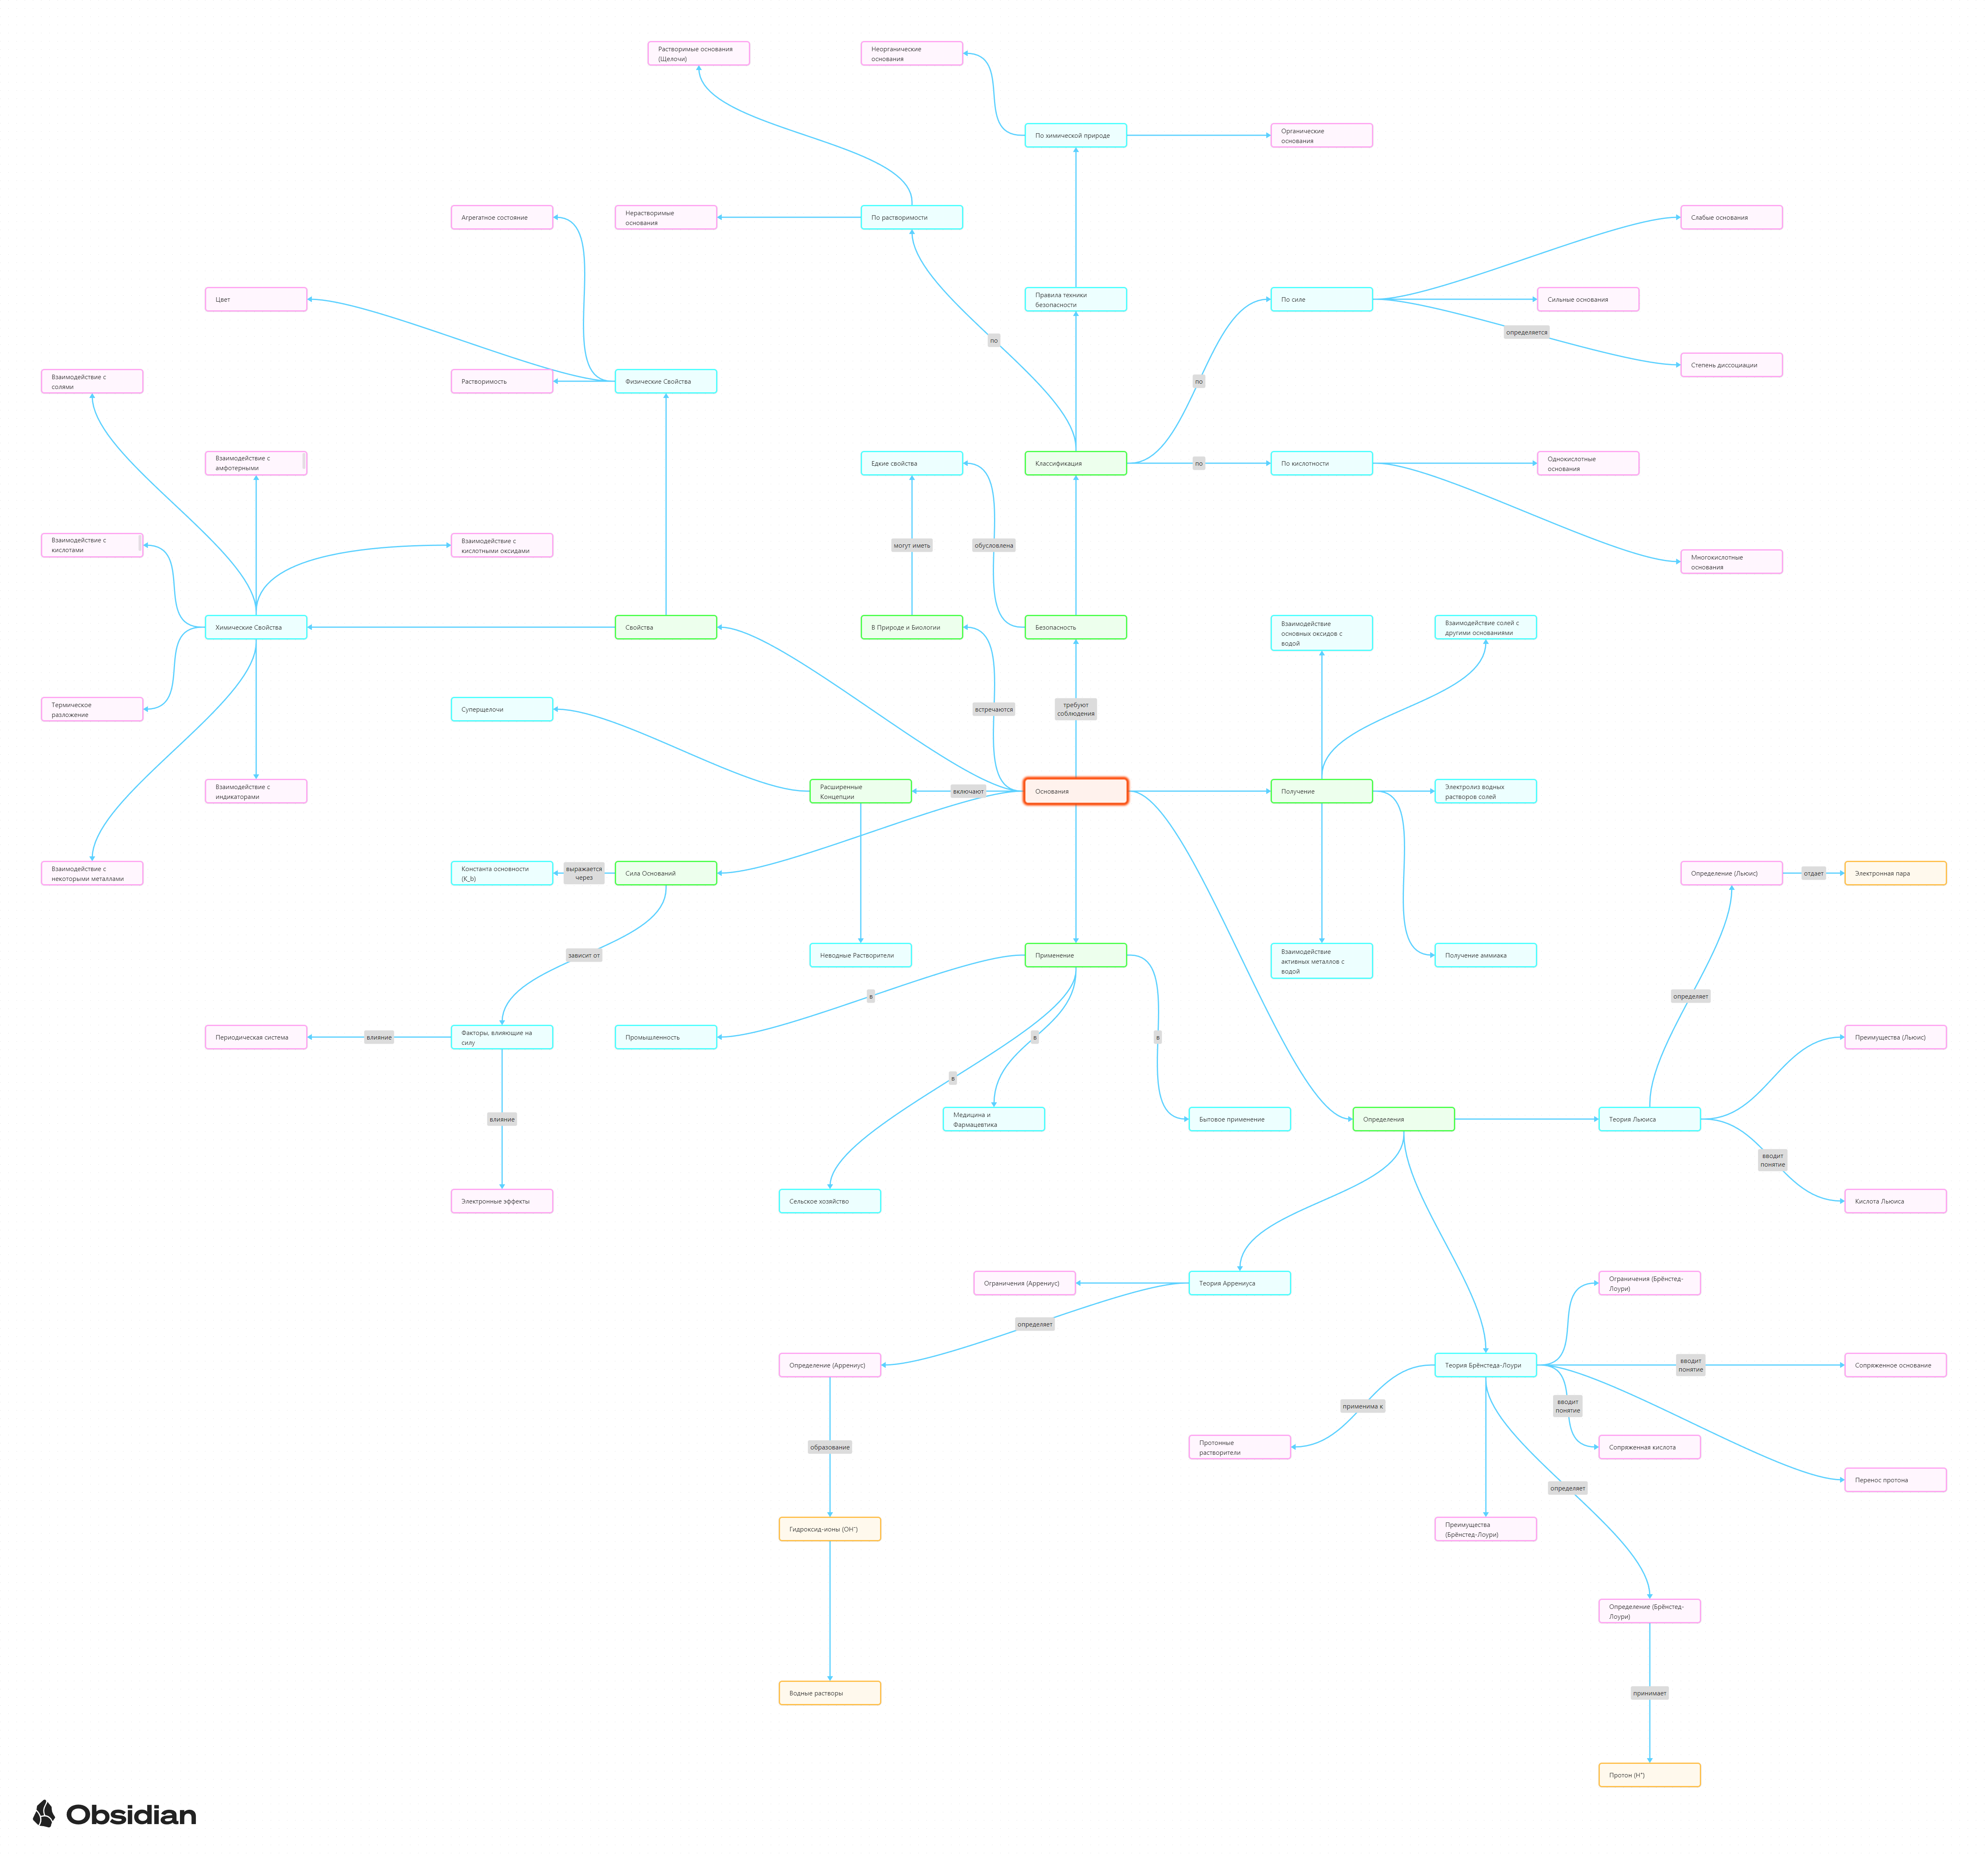 Растворимые основания
(Щелочи)
Неорганические
основания
По химической природе
Органические
основания
Агрегатное состояние
Нерастворимые
основания
По растворимости
Слабые основания
Цвет
Правила техники
безопасности
По силе
Сильные основания
определяется
по
Степень диссоциации
Взаимодействие с
солями
Растворимость
Физические Свойства
по
Взаимодействие с
амфотерными
Едкие свойства
Классификация
по
По кислотности
Однокислотные
основания
Взаимодействие с
кислотами
Взаимодействие с
кислотными оксидами
могут иметь
обусловлена
Многокислотные
основания
Химические Свойства
Свойства
В Природе и Биологии
Безопасность
Взаимодействие
основных оксидов с
водой
Взаимодействие солей с
другими основаниями
Термическое
разложение
Суперщелочи
встречаются
требуют
соблюдения
Взаимодействие с
индикаторами
Расширенные
Концепции
включают
Основания
Получение
Электролиз водных
растворов солей
Взаимодействие с
некоторыми металлами
Константа основности
(K_b)
выражается
через
Сила Оснований
Определение (Льюис)
отдает
Электронная пара
зависит от
Неводные Растворители
Применение
Взаимодействие
активных металлов с
водой
Получение аммиака
в
определяет
Периодическая система
влияние
Факторы, влияющие на
силу
Промышленность
в
в
Преимущества (Льюис)
в
влияние
Медицина и
Фармацевтика
Бытовое применение
Определения
Теория Льюиса
вводит
понятие
Электронные эффекты
Сельское хозяйство
Кислота Льюиса
Ограничения (Аррениус)
Теория Аррениуса
Ограничения (Брёнстед-
Лоури)
определяет
Определение (Аррениус)
Теория Брёнстеда-Лоури
вводит
понятие
Сопряженное основание
применима к
вводит
понятие
образование
Протонные
растворители
Сопряженная кислота
Перенос протона
определяет
Гидроксид-ионы (OH⁻)
Преимущества
(Брёнстед-Лоури)
Определение (Брёнстед-
Лоури)
Водные растворы
принимает
Протон (H⁺)
Obsidian